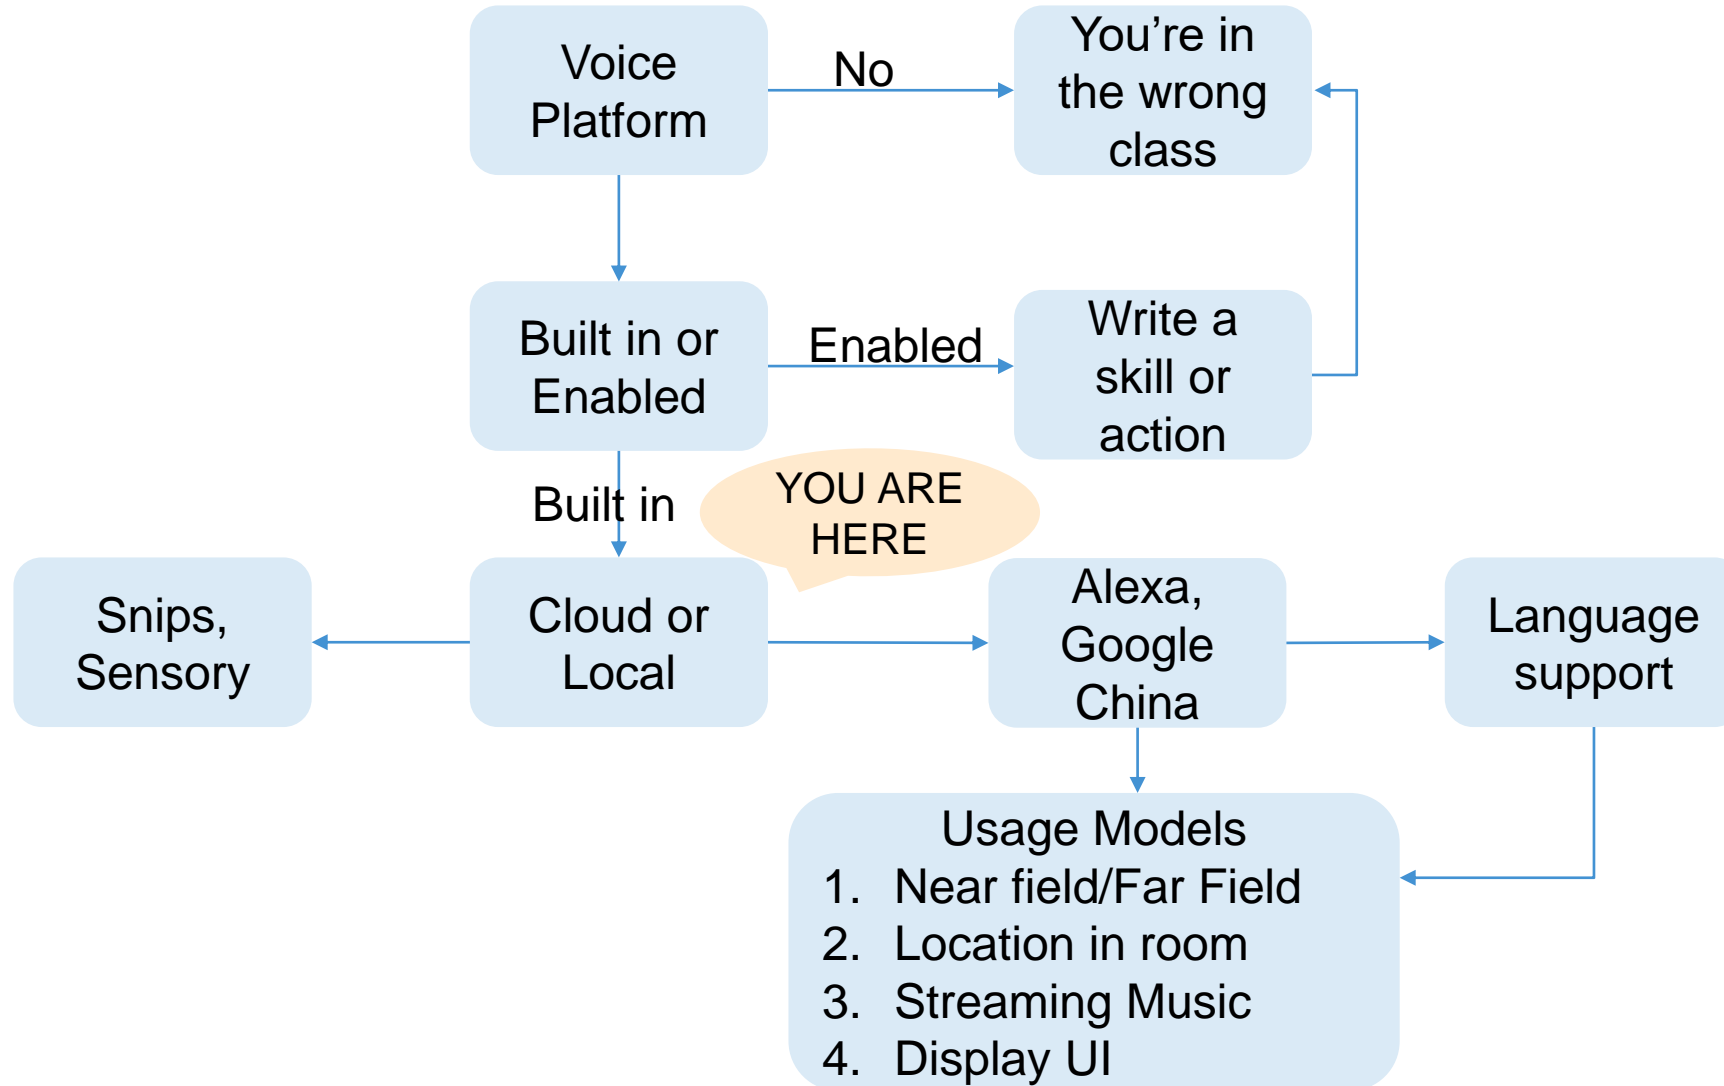 Voice
Platform
No
You’re in
the wrong
class
Built in or
Enabled
Enabled
Write a
skill or
action
Built in
YOU ARE
HERE
Snips,
Sensory
Cloud or
Local
Alexa,
Google
China
Language
support
Usage Models
1. Near field/Far Field
2. Location in room
3. Streaming Music
4. Display UI